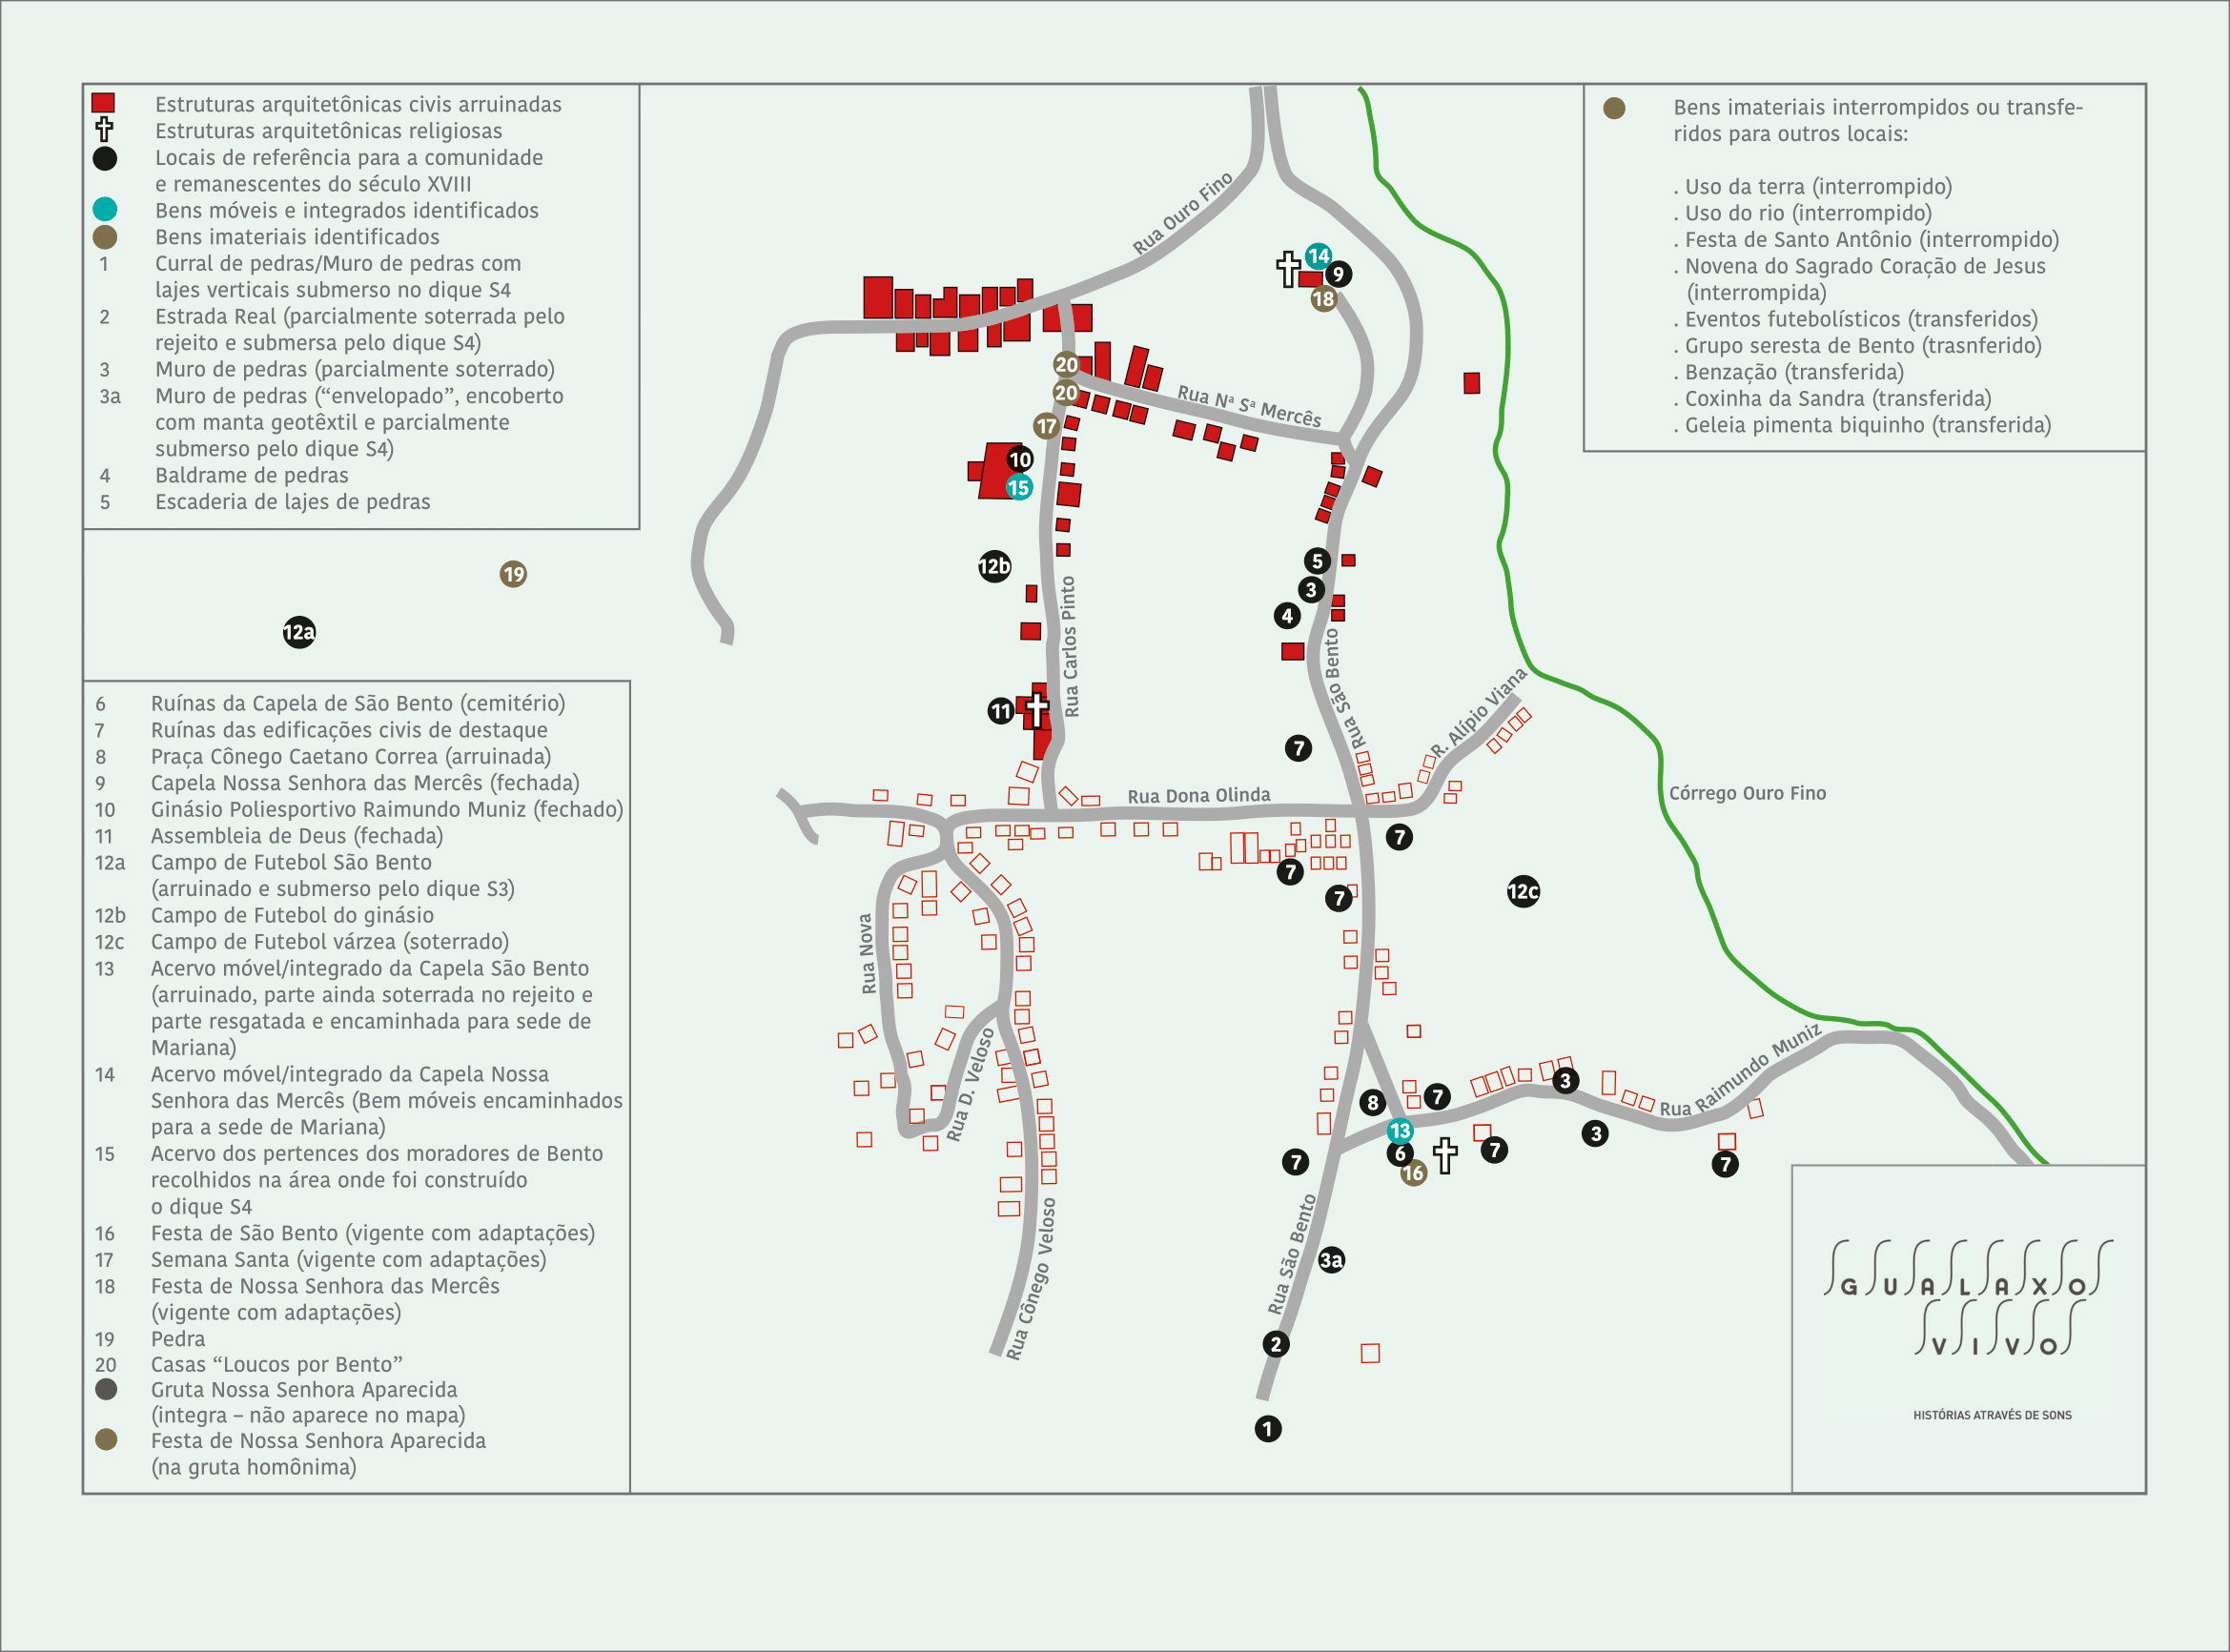 Estruturas arquitetônicas civis arruinadas
Estruturas arquitetônicas religiosas
Locais de referência para a comunidade
e remanescentes do século XVIII
Bens móveis e integrados identificados
Bens imateriais identificados
1 Curral de pedras/Muro de pedras com
lajes verticais submerso no dique S4
2 Estrada Real (parcialmente soterrada pelo
rejeito e submersa pelo dique S4)
3 Muro de pedras (parcialmente soterrado)
3a Muro de pedras (“envelopado”, encoberto
com manta geotêxtil e parcialmente
submerso pelo dique S4)
4 Baldrame de pedras
5 Escaderia de lajes de pedras
19
12a
6 Ruínas da Capela de São Bento (cemitério)
7 Ruínas das edificações civis de destaque
8 Praça Cônego Caetano Correa (arruinada)
9 Capela Nossa Senhora das Mercês (fechada)
10 Ginásio Poliesportivo Raimundo Muniz (fechado)
11 Assembleia de Deus (fechada)
12a Campo de Futebol São Bento
(arruinado e submerso pelo dique S3)
12b Campo de Futebol do ginásio
12c Campo de Futebol várzea (soterrado)
13 Acervo móvel/integrado da Capela São Bento
(arruinado, parte ainda soterrada no rejeito e
parte resgatada e encaminhada para sede de
Mariana)
14 Acervo móvel/integrado da Capela Nossa
Senhora das Mercês (Bem móveis encaminhados
para a sede de Mariana)
15 Acervo dos pertences dos moradores de Bento
recolhidos na área onde foi construído
o dique S4
16 Festa de São Bento (vigente com adaptações)
17 Semana Santa (vigente com adaptações)
18 Festa de Nossa Senhora das Mercês
(vigente com adaptações)
19 Pedra
20 Casas “Loucos por Bento”
Gruta Nossa Senhora Aparecida
(integra – não aparece no mapa)
Festa de Nossa Senhora Aparecida
(na gruta homônima)
Bens imateriais interrompidos ou transfe-
ridos para outros locais:
. Uso da terra (interrompido)
. Uso do rio (interrompido)
. Festa de Santo Antônio (interrompido)
. Novena do Sagrado Coração de Jesus
(interrompida)
. Eventos futebolísticos (transferidos)
. Grupo seresta de Bento (trasnferido)
. Benzação (transferida)
. Coxinha da Sandra (transferida)
. Geleia pimenta biquinho (transferida)
Rua Ouro Fino
14
9
18
20
20
Rua Nª Sª Mercês
17
10
15
12b
5
3
4
Rua Carlos Pinto
Rua São Bento
11
7
R. Alípio Viana
Rua Dona Olinda
Córrego Ouro Fino
7
7
7
12c
Rua Nova
Rua D. Veloso
8
7
3
Rua Raimundo Muniz
13
3
7
6
7
7
16
Rua Cônego Veloso
Rua São Bento
3a
2
1
GUALAXO
VIVO
HISTÓRIAS ATRAVÉS DE SONS